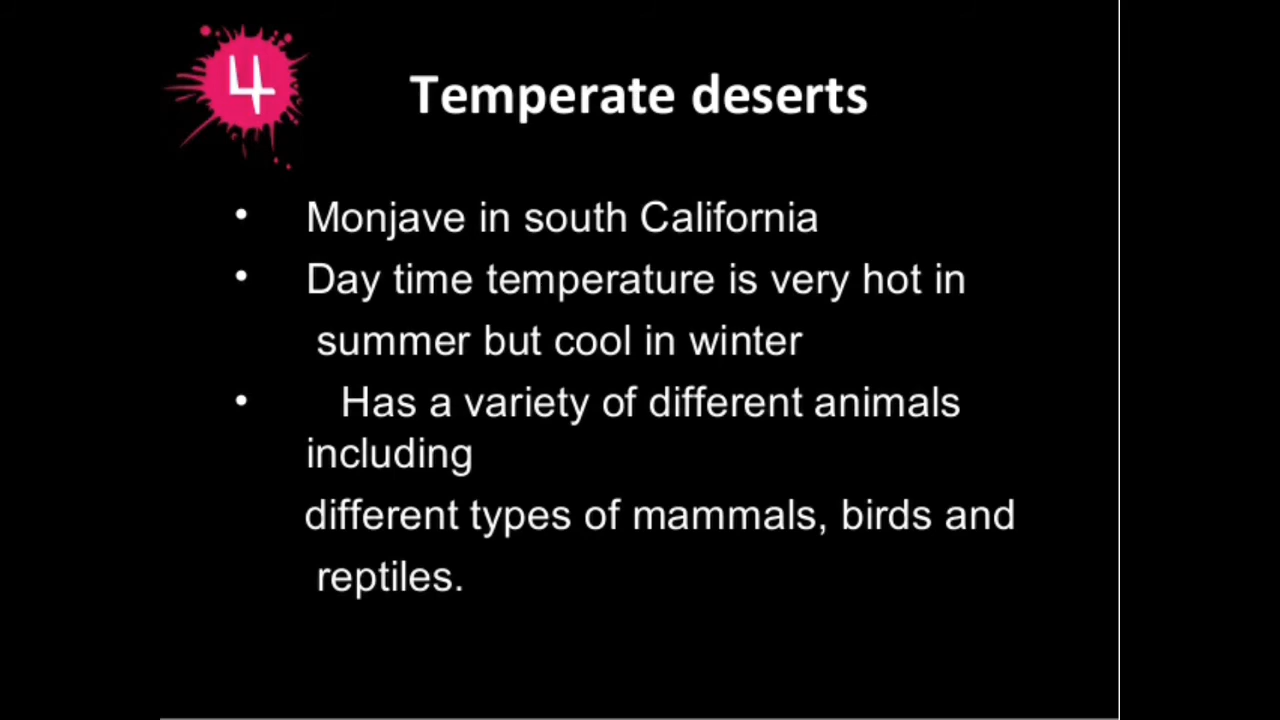 4
Temperate deserts
• Monjave in south California
• Day time temperature is very hot in
summer but cool in winter
• Has a variety of different animals
including
different types of mammals, birds and
reptiles.